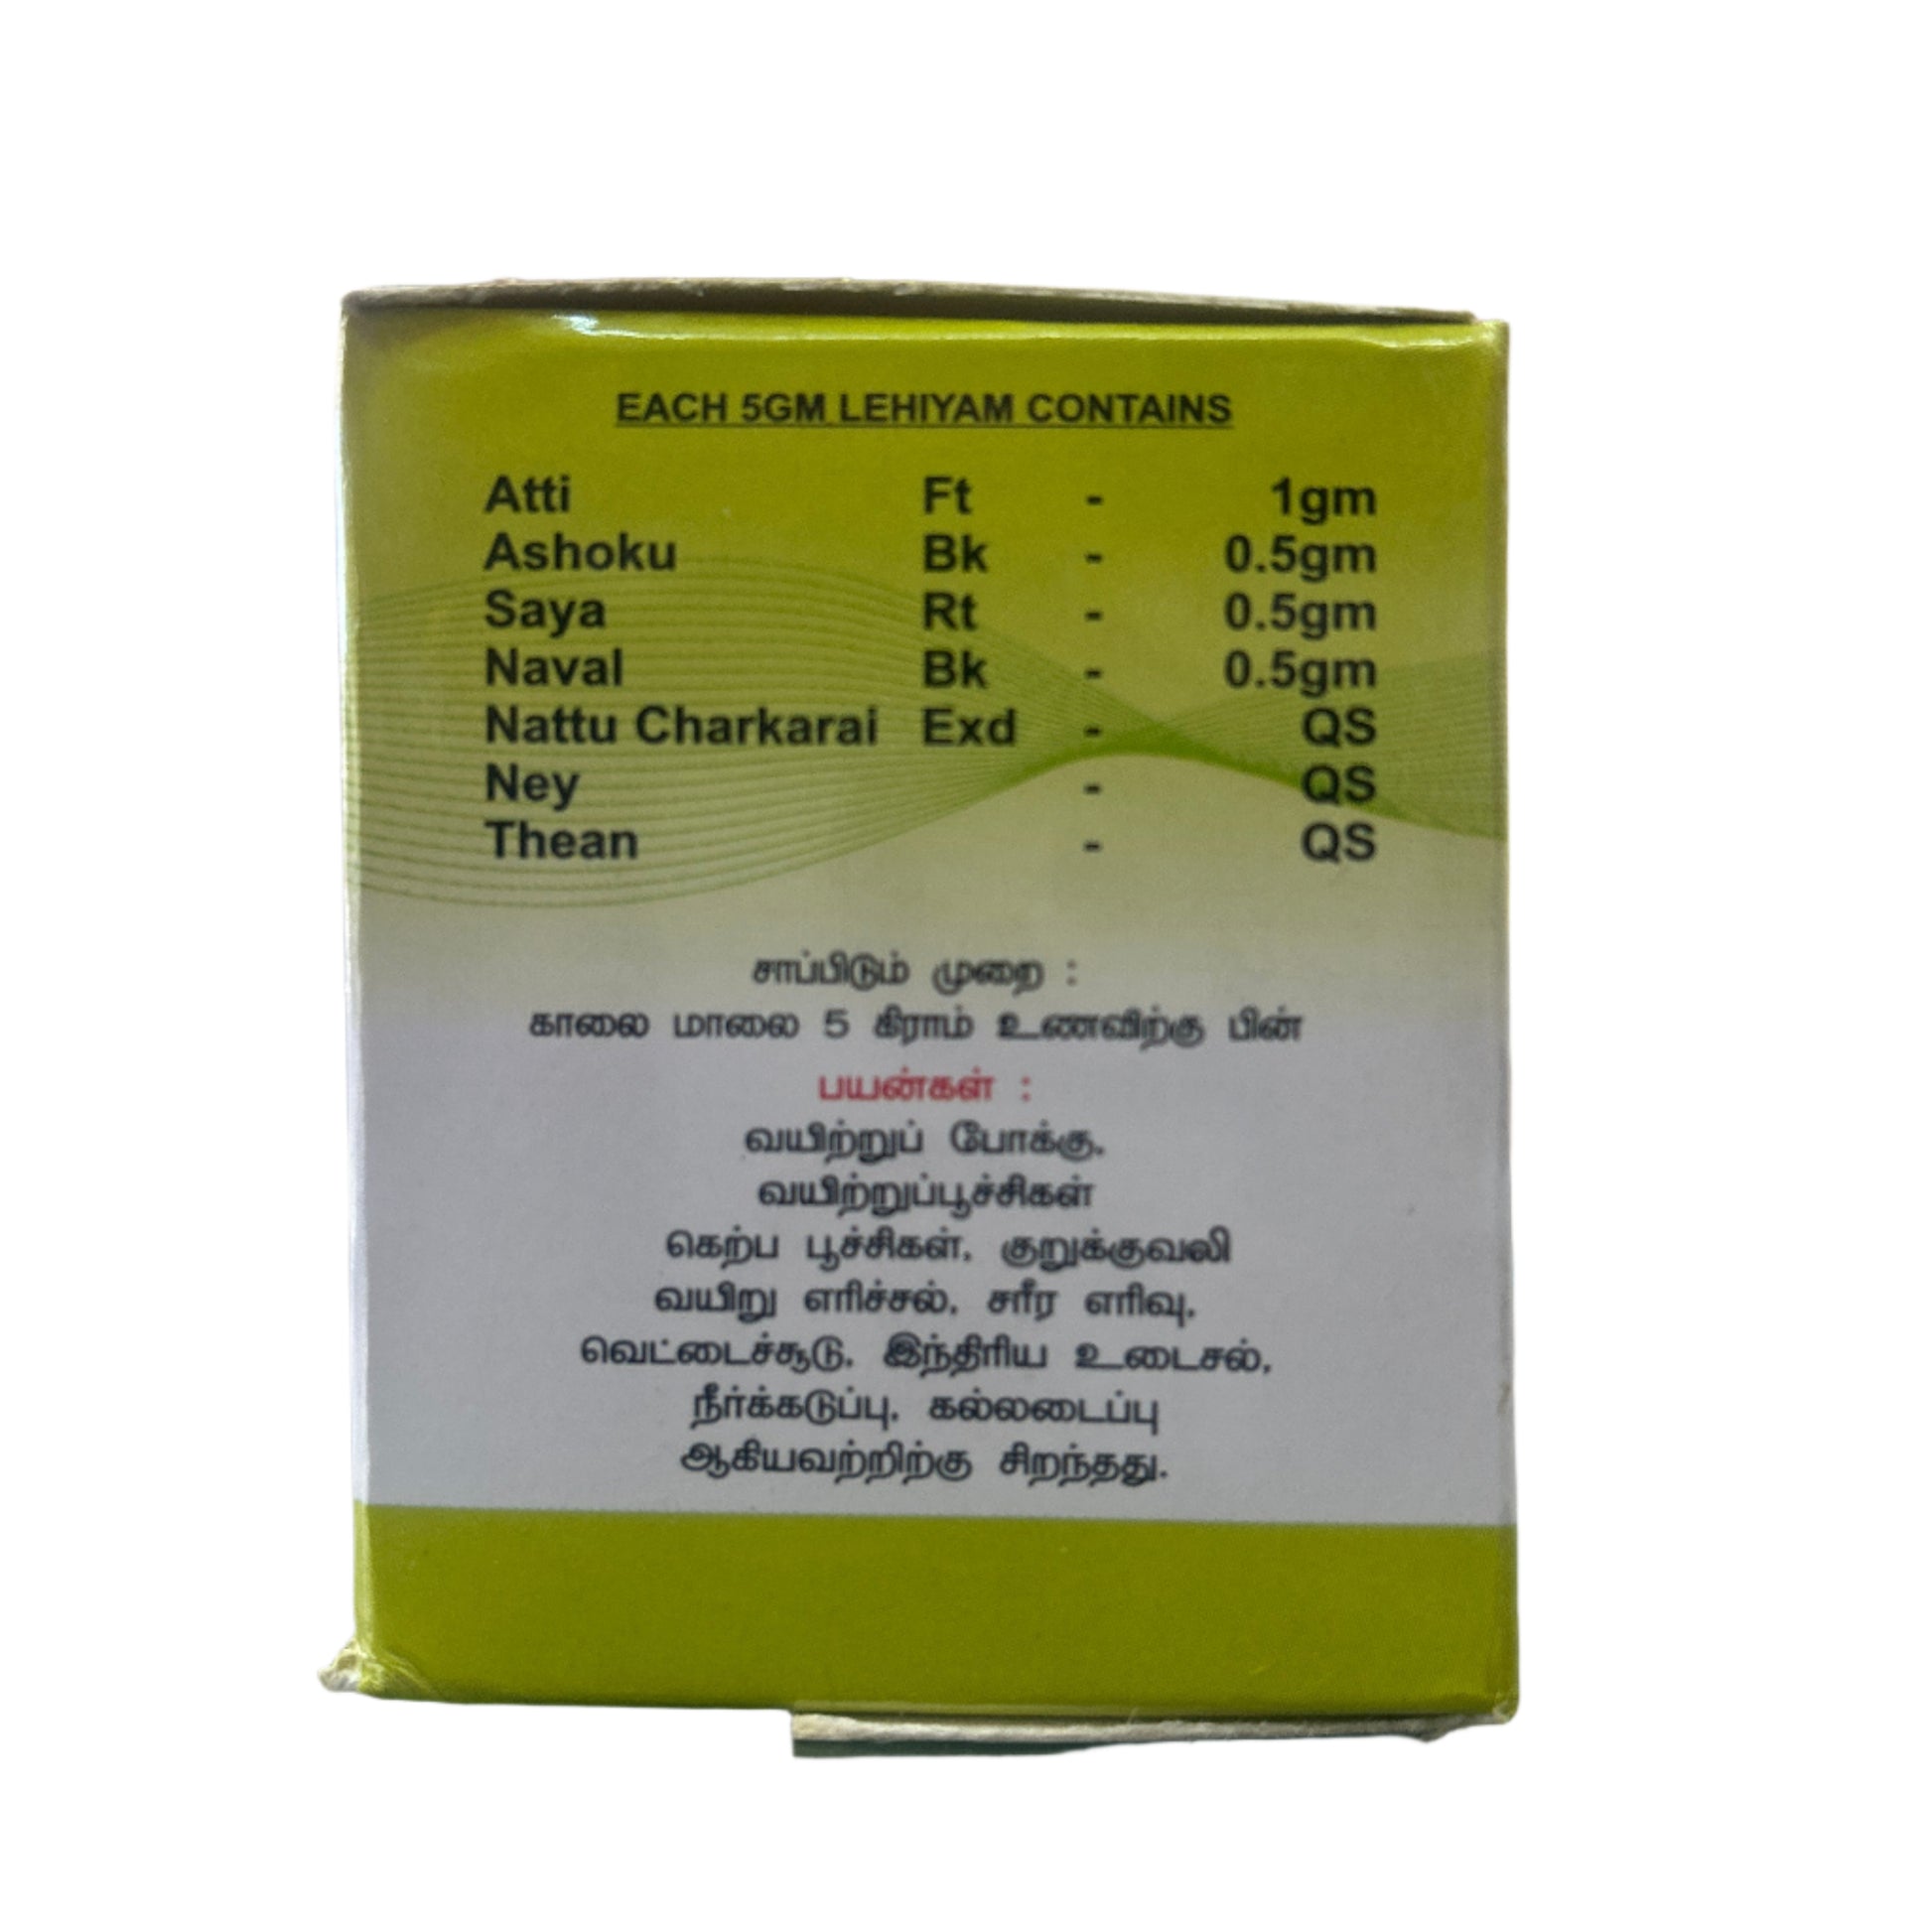 EACH 5GM LEHIYAM CONTAINS
Atti Ft - 1gm
Ashoku Bk - 0.5gm
Saya Rt - 0.5gm
Naval Bk - 0.5gm
Nattu Charkarai Exd - QS
Ney - QS
Thean - QS
சாப்பிடும் முறை :
காலை மாலை 5 கிராம் உணவிற்கு பின்
பயன்கள் :
வயிற்றுப் போக்கு,
வயிற்றுப்பூச்சிகள்
கெற்ப பூச்சிகள், குறுக்குவலி
வயிறு எரிச்சல், சரீர எரிவு,
வெட்டைச்சூடு, இந்திரிய உடைசல்,
நீர்க்கடுப்பு, கல்லடைப்பு
ஆகியவற்றிற்கு சிறந்தது.